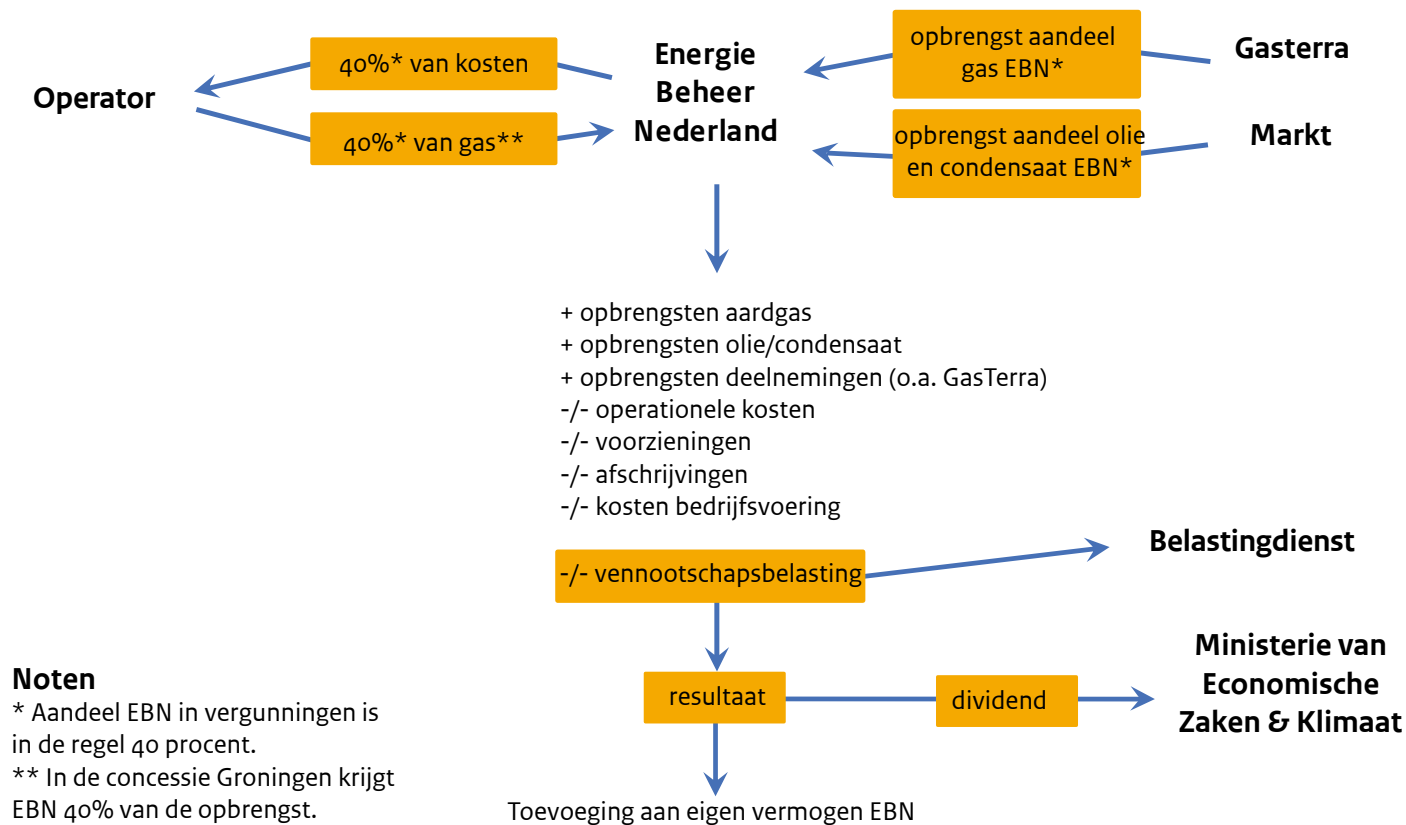 Operator
40%* van kosten
40%* van gas**
Energie
Beheer
Nederland
opbrengst aandeel
gas EBN*
Gasterra
opbrengst aandeel olie
en condensaat EBN*
Markt
+ opbrengsten aardgas
+ opbrengsten olie/condensaat
+ opbrengsten deelnemingen (o.a. GasTerra)
-/- operationele kosten
-/- voorzieningen
-/- afschrijvingen
-/- kosten bedrijfsvoering
-/- vennootschapsbelasting
Belastingdienst
resultaat
dividend
Ministerie van
Economische
Zaken & Klimaat
Toevoeging aan eigen vermogen EBN
Noten
* Aandeel EBN in vergunningen is
in de regel 40 procent.
** In de concessie Groningen krijgt
EBN 40% van de opbrengst.